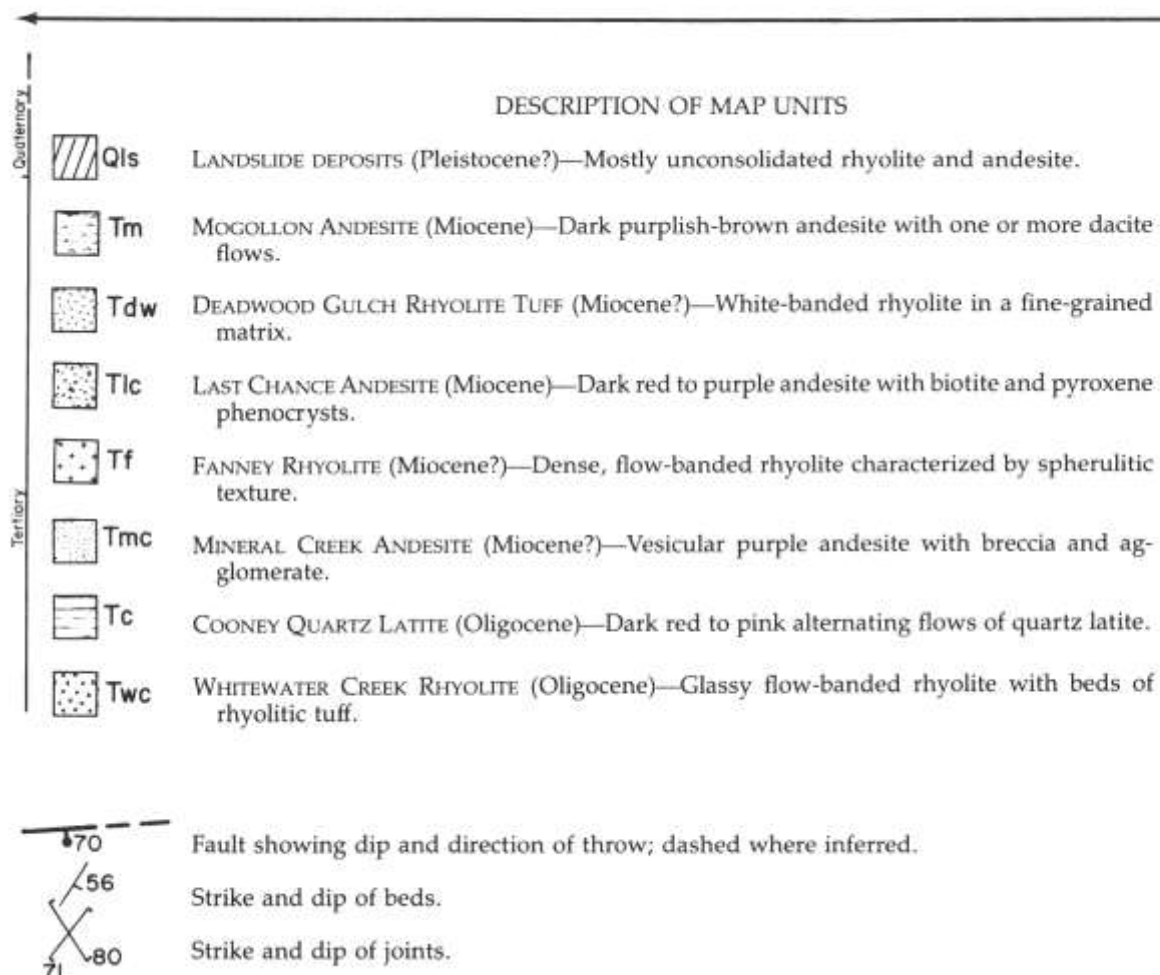 DESCRIPTION OF MAP UNITS
Quaternary
Qls LANDSLIDE DEPOSITS (Pleistocene?)—Mostly unconsolidated rhyolite and andesite.
Tm MOGOLLON ANDESITE (Miocene)—Dark purplish-brown andesite with one or more dacite
flows.
Tdw DEADWOOD GULCH RHYOLITE TUFF (Miocene?)—White-banded rhyolite in a fine-grained
matrix.
Tlc LAST CHANCE ANDESITE (Miocene)—Dark red to purple andesite with biotite and pyroxene
phenocrysts.
Tf FANNEY RHYOLITE (Miocene?)—Dense, flow-banded rhyolite characterized by spherulitic
texture.
Tertiary
Tmc MINERAL CREEK ANDESITE (Miocene?)—Vesicular purple andesite with breccia and ag-
glomerate.
Tc COONEY QUARTZ LATITE (Oligocene)—Dark red to pink alternating flows of quartz latite.
Twc WHITEWATER CREEK RHYOLITE (Oligocene)—Glassy flow-banded rhyolite with beds of
rhyolitic tuff.
70 Fault showing dip and direction of throw; dashed where inferred.
56 Strike and dip of beds.
80 Strike and dip of joints.
71